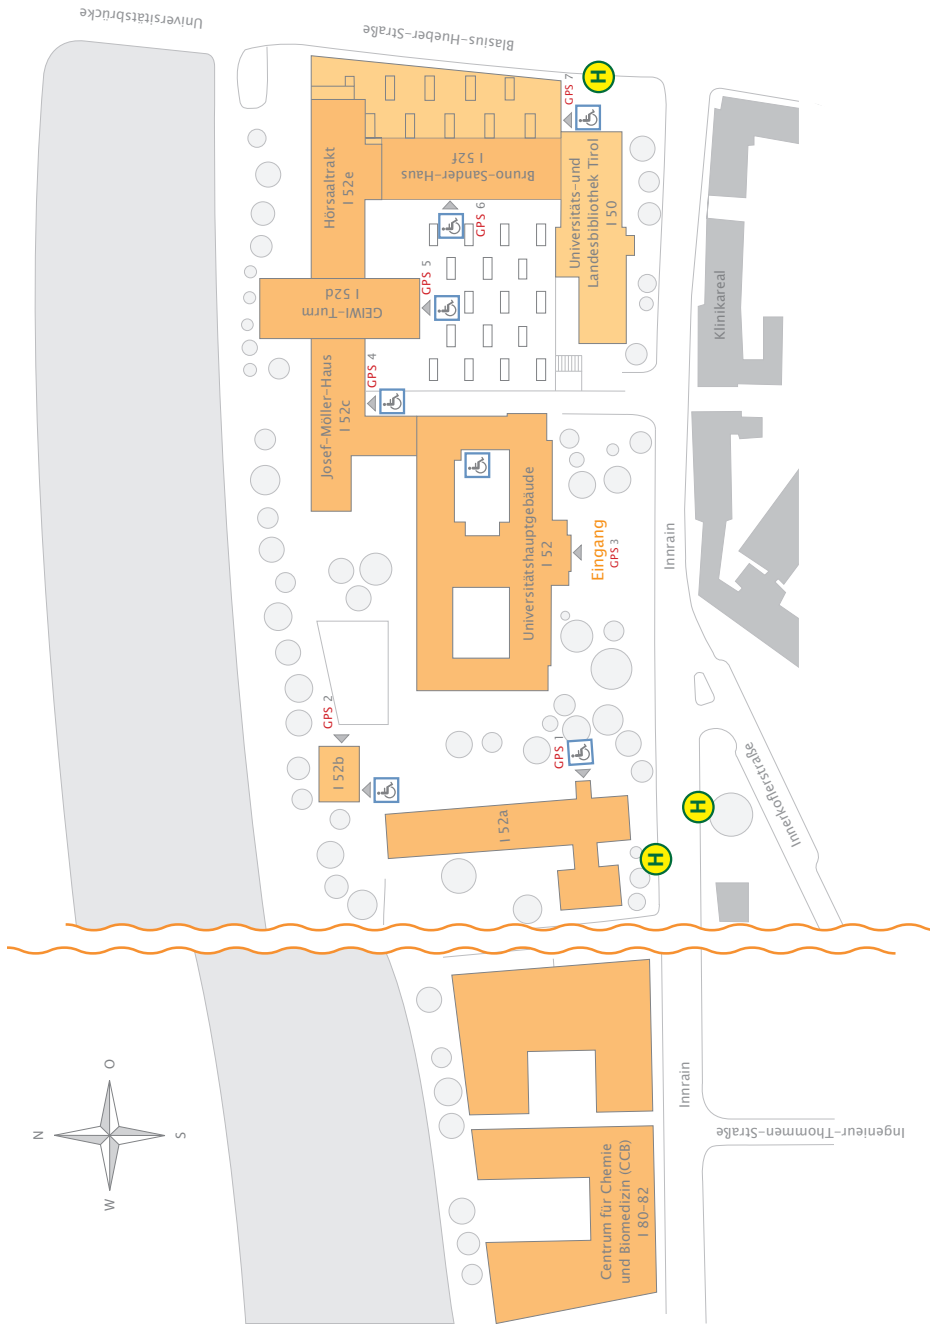 Universitätsbrücke
Blasius-Hueber-Straße
H
GPS 7
Hörsaaltrakt
I 52e
Bruno-Sander-Haus
I 52f
Universitäts-und
Landesbibliothek Tirol
I 50
GPS 6
GPS 5
GEIWI-Turm
I 52d
Klinikareal
Josef-Möller-Haus
I 52c
GPS 4
Universitätshauptgebäude
I 52
Eingang
GPS 3
Innrain
GPS 2
I 52b
GPS 1
I 52a
H
H
Innerkoflerstraße
N
O
S
W
Innrain
Ingenieur-Thommen-Straße
Centrum für Chemie
und Biomedizin (CCB)
I 80-82